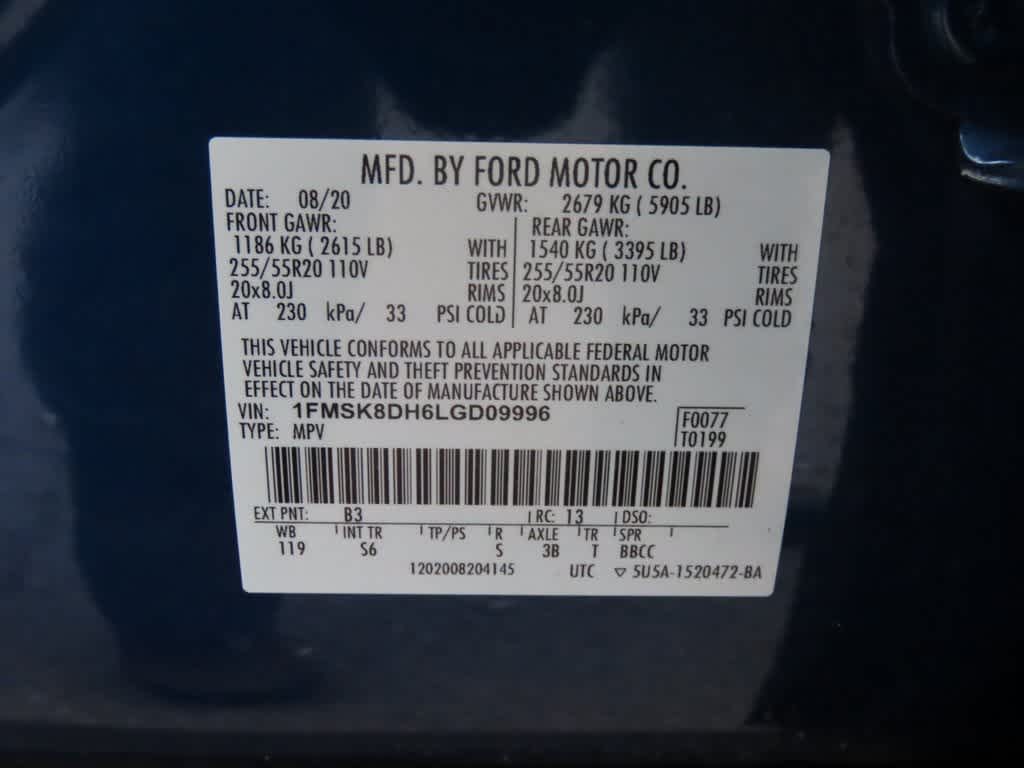 MFD. BY FORD MOTOR CO.
DATE: 08/20 GVWR: 2679 KG ( 5905 LB)
FRONT GAWR: REAR GAWR:
1186 KG ( 2615 LB) WITH 1540 KG ( 3395 LB) WITH
255/55R20 110V TIRES 255/55R20 110V TIRES
20x8.0J RIMS 20x8.0J RIMS
AT 230 kPa/ 33 PSI COLD AT 230 kPa/ 33 PSI COLD
THIS VEHICLE CONFORMS TO ALL APPLICABLE FEDERAL MOTOR
VEHICLE SAFETY AND THEFT PREVENTION STANDARDS IN
EFFECT ON THE DATE OF MANUFACTURE SHOWN ABOVE.
VIN: 1FMSK8DH6LGD09996 F0077
TYPE: MPV T0199
EXT PNT: B3 RC: 13 DSO:
WB INT TR TP/PS R AXLE TR SPR
119 S6 S 3B T BBCC
1202008204145 UTC ▽ 5U5A-1520472-BA